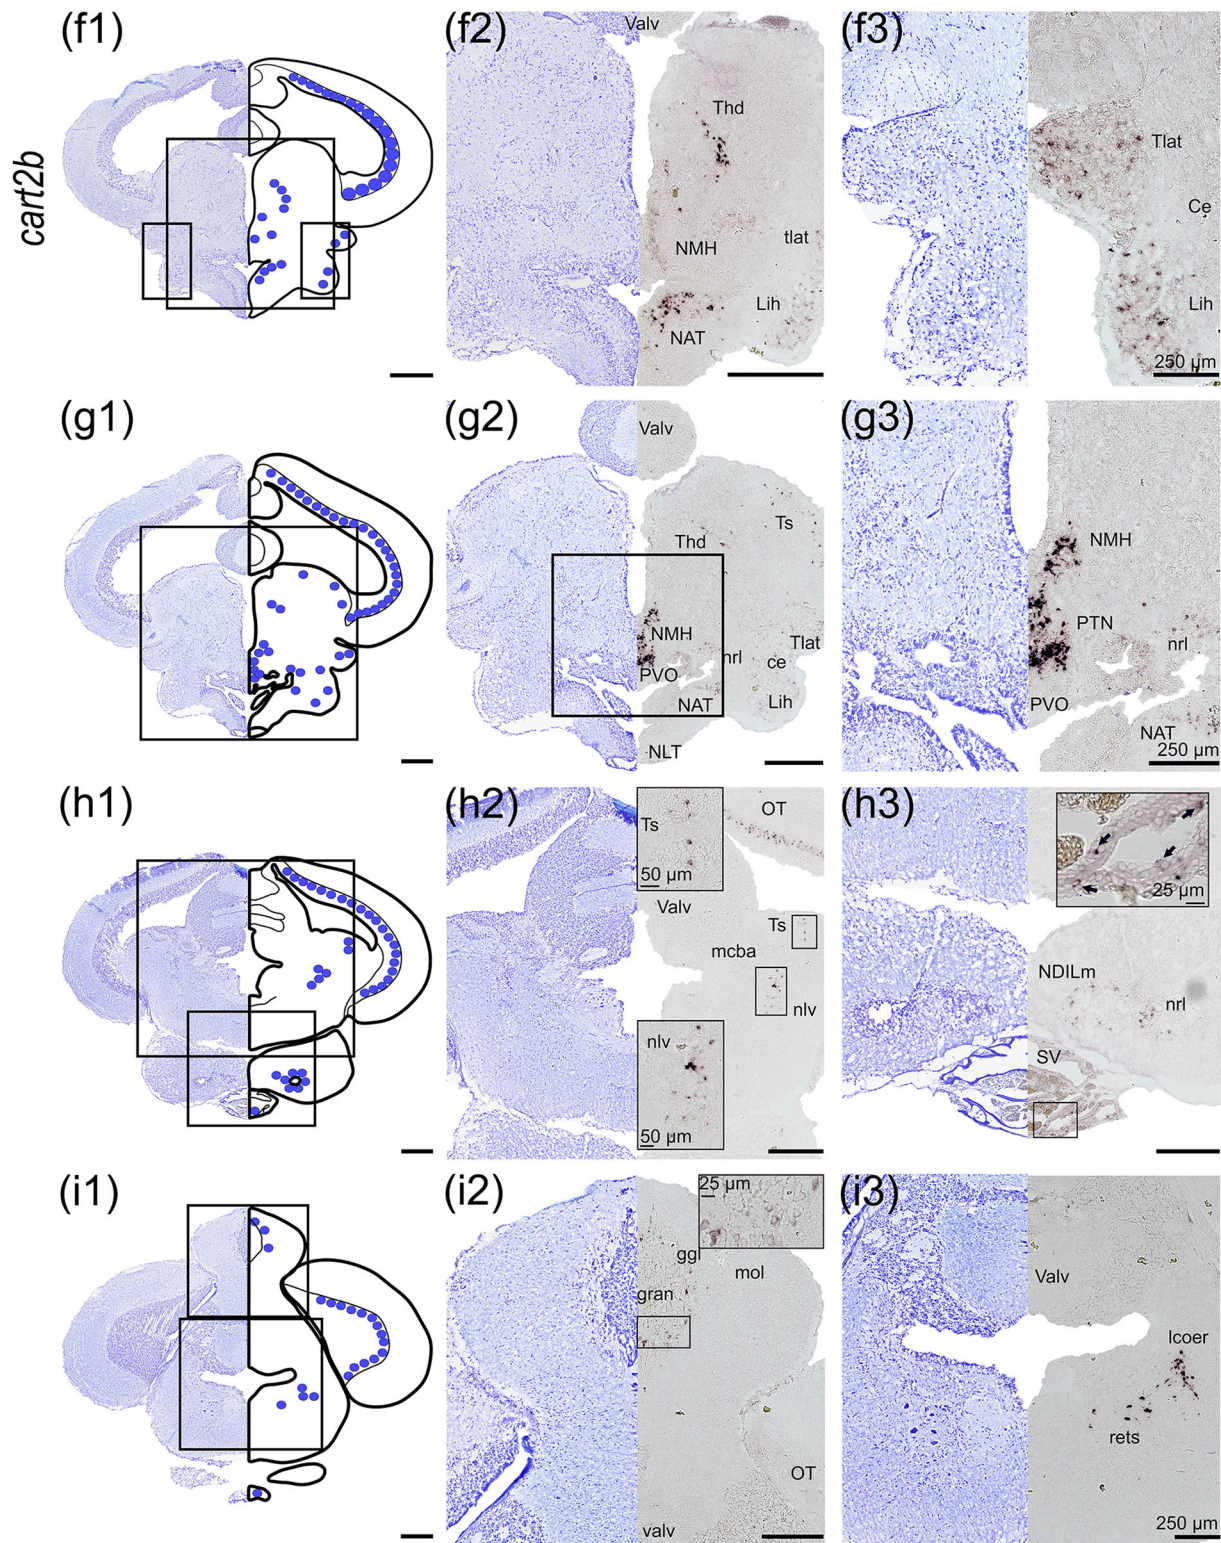 cart2b
(f1)
(f2)
Valv
Thd
NMH
tlat
Lih
NAT
(f3)
Tlat
Ce
Lih
250 µm
(g1)
(g2)
Valv
Ts
Thd
NMH
nrl
Tlat
PVO
ce
NAT
Lih
NLT
(g3)
NMH
PTN
nrl
PVO
NAT
250 µm
(h1)
(h2)
Ts
OT
50 µm
Valv
Ts
mcba
nlv
nlv
50 µm
(h3)
25 µm
NDILm
nrl
SV
(i1)
(i2)
25 µm
ggl
mol
gran
OT
valv
(i3)
Valv
lcoer
rets
250 µm